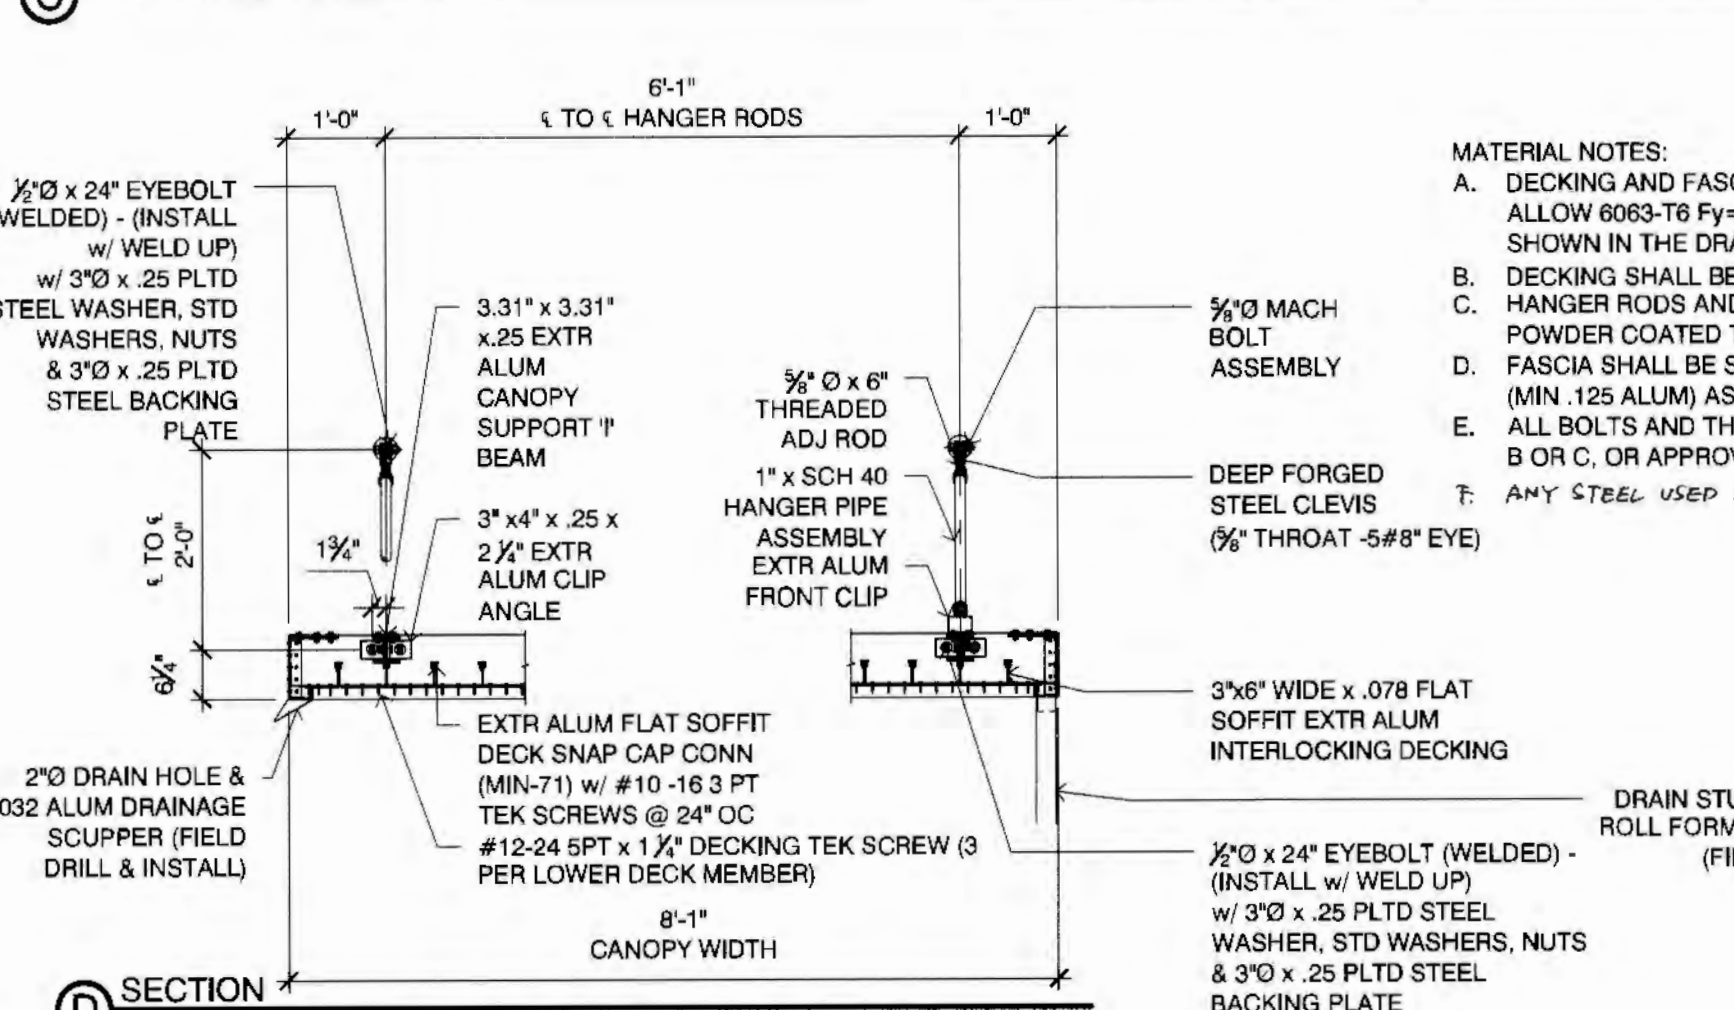 6'-1"
1'-0"
℄ TO ℄ HANGER RODS
1'-0"
½"Ø x 24" EYEBOLT
WELDED) - (INSTALL
w/ WELD UP)
w/ 3"Ø x .25 PLTD
STEEL WASHER, STD
WASHERS, NUTS
& 3"Ø x .25 PLTD
STEEL BACKING
PLATE
3.31" x 3.31"
x.25 EXTR
ALUM
CANOPY
SUPPORT 'I'
BEAM
3" x4" x .25 x
2 ¼" EXTR
ALUM CLIP
ANGLE
℄ TO ℄
2'-0"
1¾"
6¼"
⅝" Ø x 6"
THREADED
ADJ ROD
1" x SCH 40
HANGER PIPE
ASSEMBLY
EXTR ALUM
FRONT CLIP
⅝"Ø MACH
BOLT
ASSEMBLY
DEEP FORGED
STEEL CLEVIS
(⅝" THROAT -5#8" EYE)
MATERIAL NOTES:
A. DECKING AND FASC
ALLOW 6063-T6 Fy=
SHOWN IN THE DRA
B. DECKING SHALL BE
C. HANGER RODS AND
POWDER COATED T
D. FASCIA SHALL BE S
(MIN .125 ALUM) AS
E. ALL BOLTS AND TH
B OR C, OR APPROV
F. ANY STEEL USED
2"Ø DRAIN HOLE &
032 ALUM DRAINAGE
SCUPPER (FIELD
DRILL & INSTALL)
EXTR ALUM FLAT SOFFIT
DECK SNAP CAP CONN
(MIN-71) w/ #10 -16 3 PT
TEK SCREWS @ 24" OC
#12-24 5PT x 1 ¼" DECKING TEK SCREW (3
PER LOWER DECK MEMBER)
3"x6" WIDE x .078 FLAT
SOFFIT EXTR ALUM
INTERLOCKING DECKING
DRAIN STU
ROLL FORM
(FI
½"Ø x 24" EYEBOLT (WELDED) -
(INSTALL w/ WELD UP)
w/ 3"Ø x .25 PLTD STEEL
WASHER, STD WASHERS, NUTS
& 3"Ø x .25 PLTD STEEL
BACKING PLATE
8'-1"
CANOPY WIDTH
D SECTION